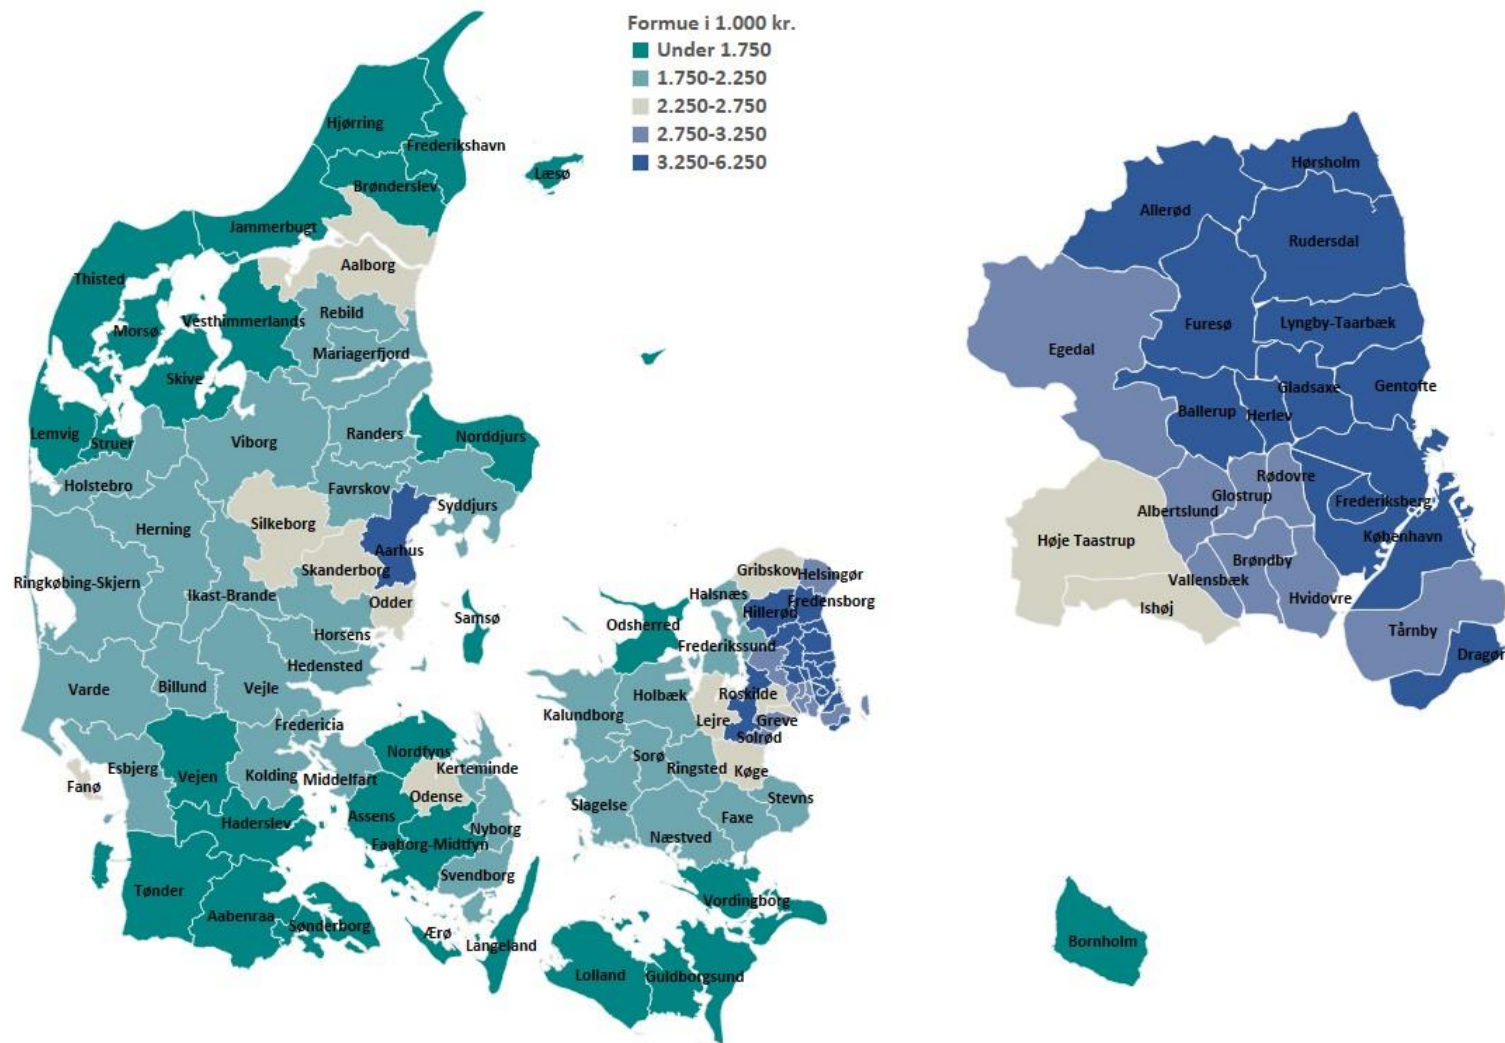 Formue i 1.000 kr.
Under 1.750
1.750-2.250
2.250-2.750
2.750-3.250
3.250-6.250
Hjørring
Frederikshavn
Læsø
Brønderslev
Jammerbugt
Aalborg
Thisted
Rebild
Vesthimmerlands
Morsø
Mariagerfjord
Skive
Lemvig
Struer
Viborg
Randers
Norddjurs
Holstebro
Favrskov
Syddjurs
Herning
Silkeborg
Aarhus
Skanderborg
Ringkøbing-Skjern
Ikast-Brande
Odder
Samsø
Horsens
Hedensted
Varde
Billund
Vejle
Fredericia
Esbjerg
Vejen
Kolding
Middelfart
Fanø
Haderslev
Tønder
Aabenraa
Sønderborg
Nordfyns
Kerteminde
Odense
Assens
Nyborg
Faaborg-Midtfyn
Svendborg
Ærø
Langeland
Gribskov
Helsingør
Halsnæs
Hillerød
Fredensborg
Odsherred
Frederikssund
Holbæk
Roskilde
Kalundborg
Lejre
Greve
Solrød
Sorø
Ringsted
Køge
Slagelse
Stevns
Faxe
Næstved
Vordingborg
Lolland
Guldborgsund
Hørsholm
Allerød
Rudersdal
Furesø
Lyngby-Taarbæk
Egedal
Gladsaxe
Gentofte
Ballerup
Herlev
Rødovre
Glostrup
Frederiksberg
Albertslund
København
Høje Taastrup
Brøndby
Vallensbæk
Hvidovre
Ishøj
Tårnby
Dragør
Bornholm